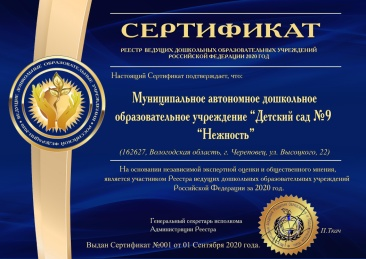 СЕРТИФИКАТ
РЕЕСТР ВЕДУЩИХ ДОШКОЛЬНЫХ ОБРАЗОВАТЕЛЬНЫХ УЧРЕЖДЕНИЙ
РОССИЙСКОЙ ФЕДЕРАЦИИ 2020 ГОД
Настоящий Сертификат подтверждает, что:
Муниципальное автономное дошкольное
образовательное учреждение “Детский сад №9
“Нежность”
(162627, Вологодская область, г. Череповец, ул. Высоцкого, 22)
На основании независимой экспертной оценки и общественного мнения,
является участником Реестра ведущих дошкольных образовательных учреждений
Российской Федерации за 2020 год.
Генеральный секретарь исполкома
Администрации Реестра
П.Ткач
Выдан Сертификат №001 от 01 Сентября 2020 года.